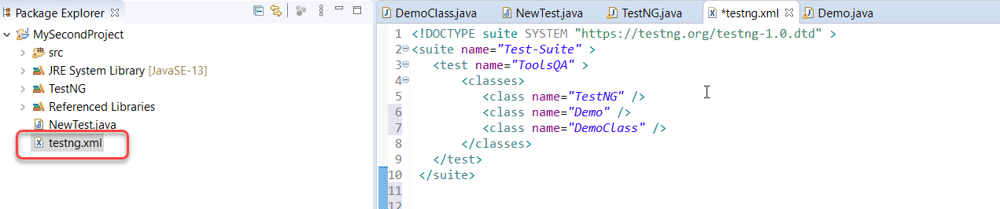 Package Explorer
MySecondProject
src
JRE System Library [JavaSE-13]
TestNG
Referenced Libraries
NewTest.java
testng.xml
DemoClass.java NewTest.java TestNG.java *testng.xml Demo.java
1 <!DOCTYPE suite SYSTEM "https://testng.org/testng-1.0.dtd" >
2 <suite name="Test-Suite" >
3 <test name="ToolsQA" >
4 <classes>
5 <class name="TestNG" />
6 <class name="Demo" />
7 <class name="DemoClass" />
8 </classes>
9 </test>
10 </suite>
11
12